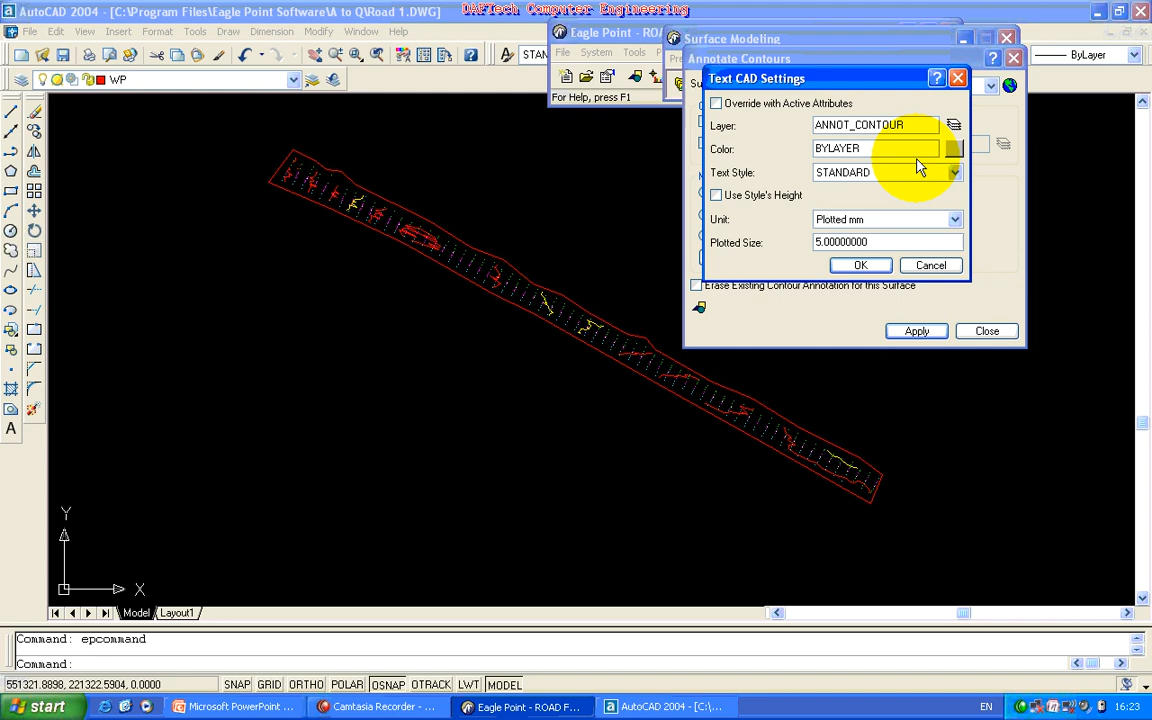 AutoCAD 2004 - [C:\Program Files\Eagle Point Software\A to Q\Road 1.DWG]
DAFTech Computer Engineering
File Edit View Insert Format Tools Draw Dimension Modify Window
Eagle Point - ROA
File System Tools
For Help, press F1
Surface Modeling
Annotate Contours
Text CAD Settings
Override with Active Attributes
Layer: ANNOT_CONTOUR
Color: BYLAYER
Text Style: STANDARD
Use Style's Height
Unit: Plotted mm
Plotted Size: 5.00000000
OK Cancel
Erase Existing Contour Annotation for this Surface
Apply Close
STAN
ByLayer
WP
A
Y
X
Model Layout1
Command: epcommand
Command:
551321.8898, 221322.5904, 0.0000 SNAP GRID ORTHO POLAR OSNAP OTRACK LWT MODEL
start Microsoft PowerPoint ... Camtasia Recorder - ... Eagle Point - ROAD F... AutoCAD 2004 - [C:\... EN 16:23